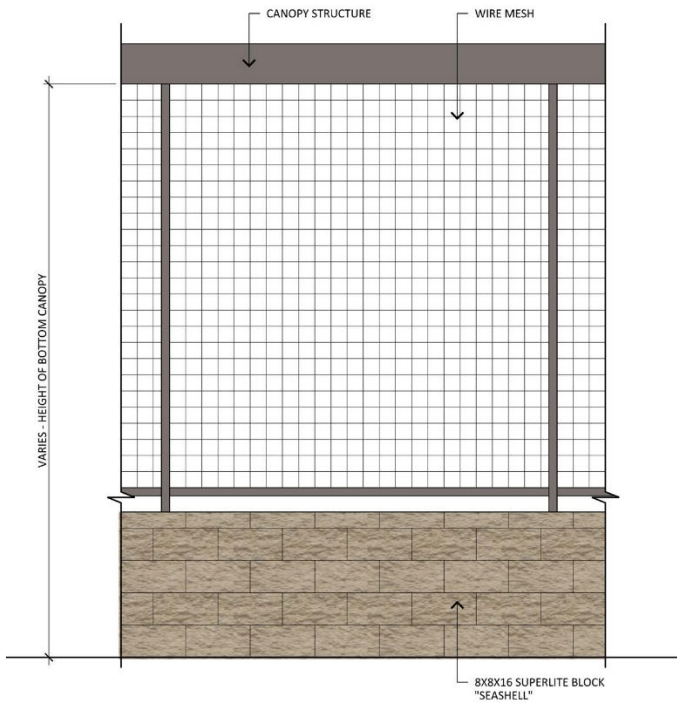 CANOPY STRUCTURE
WIRE MESH
VARIES - HEIGHT OF BOTTOM CANOPY
8X8X16 SUPERLITE BLOCK
"SEASHELL"